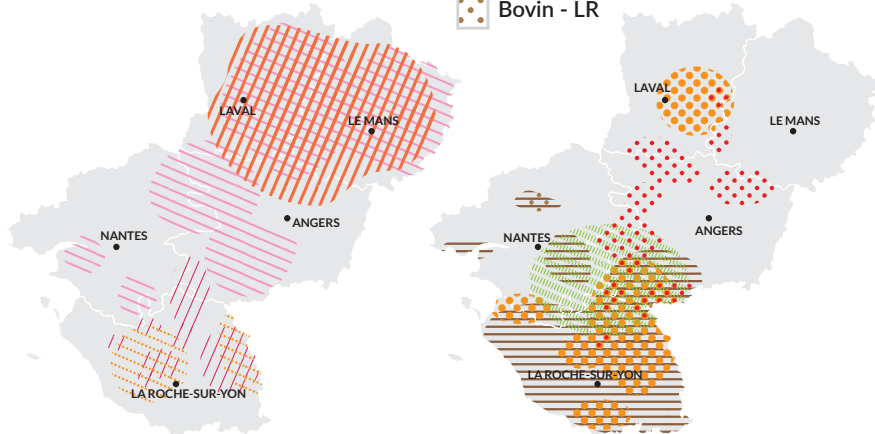 Bovin - LR
LAVAL
LE MANS
ANGERS
NANTES
LA ROCHE-SUR-YON
LAVAL
LE MANS
ANGERS
NANTES
LA ROCHE-SUR-YON